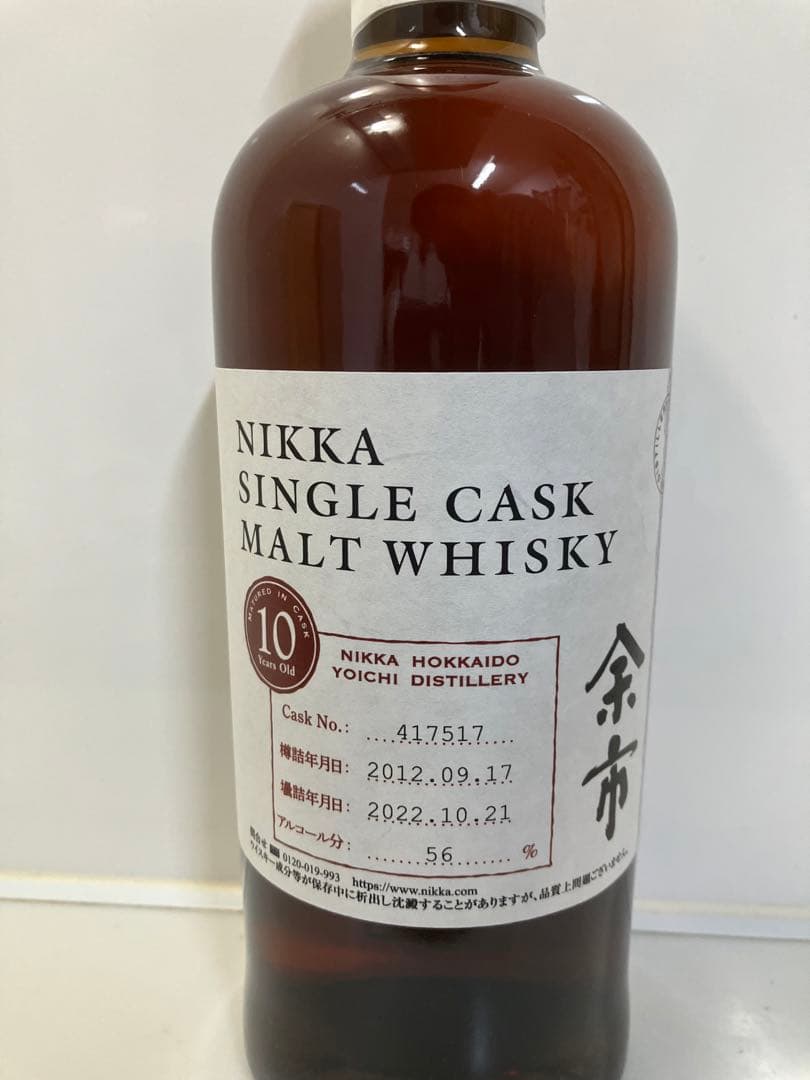 NIKKA
SINGLE CASK
MALT WHISKY
MATURED IN CASK
10
Years Old
NIKKA HOKKAIDO
YOICHI DISTILLERY
Cask No.: 417517
樽詰年月日: 2012.09.17
壜詰年月日: 2022.10.21
アルコール分: 56 %
余市
問合せ 0120-019-993 https://www.nikka.com
ウイスキー成分等が保存中に析出し沈澱することがありますが、品質上問題ございません。